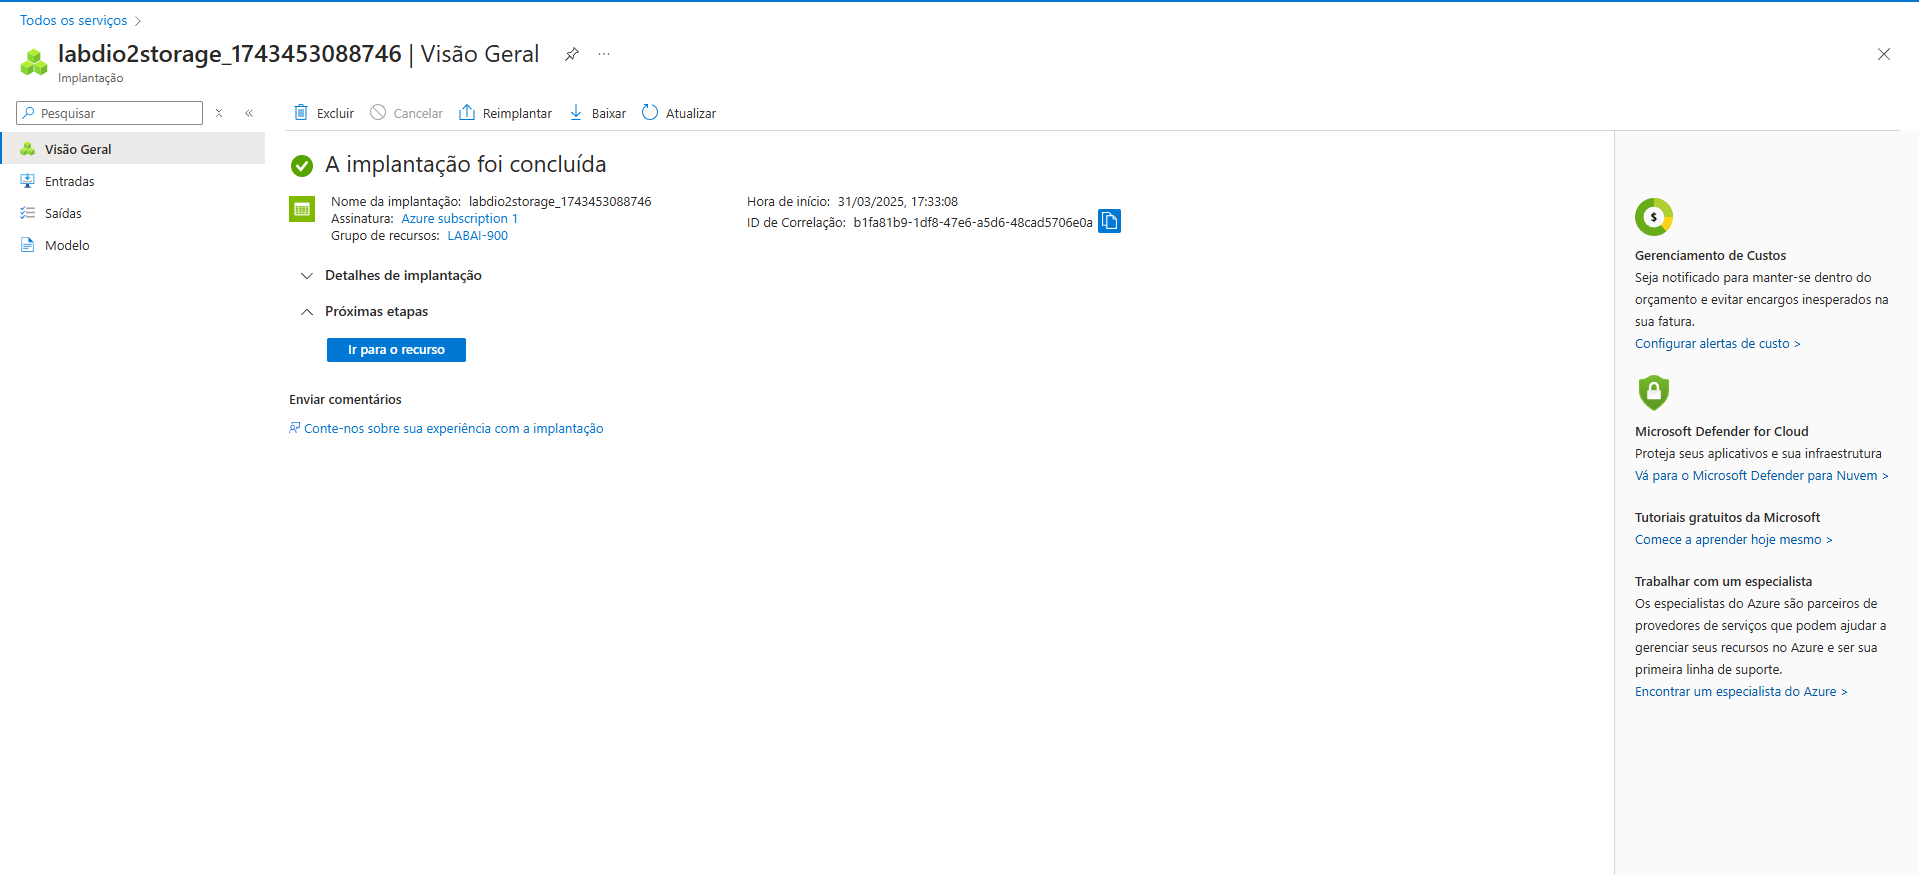 Todos os serviços
labdio2storage_1743453088746 | Visão Geral
Implantação
Pesquisar
Visão Geral
Entradas
Saídas
Modelo
Excluir
Cancelar
Reimplantar
Baixar
Atualizar
A implantação foi concluída
Nome da implantação: labdio2storage_1743453088746
Assinatura: Azure subscription 1
Grupo de recursos: LABAI-900
Hora de início: 31/03/2025, 17:33:08
ID de Correlação: b1fa81b9-1df8-47e6-a5d6-48cad5706e0a
Detalhes de implantação
Próximas etapas
Ir para o recurso
Enviar comentários
Conte-nos sobre sua experiência com a implantação
$
Gerenciamento de Custos
Seja notificado para manter-se dentro do
orçamento e evitar encargos inesperados na
sua fatura.
Configurar alertas de custo >
Microsoft Defender for Cloud
Proteja seus aplicativos e sua infraestrutura
Vá para o Microsoft Defender para Nuvem >
Tutoriais gratuitos da Microsoft
Comece a aprender hoje mesmo >
Trabalhar com um especialista
Os especialistas do Azure são parceiros de
provedores de serviços que podem ajudar a
gerenciar seus recursos no Azure e ser sua
primeira linha de suporte.
Encontrar um especialista do Azure >